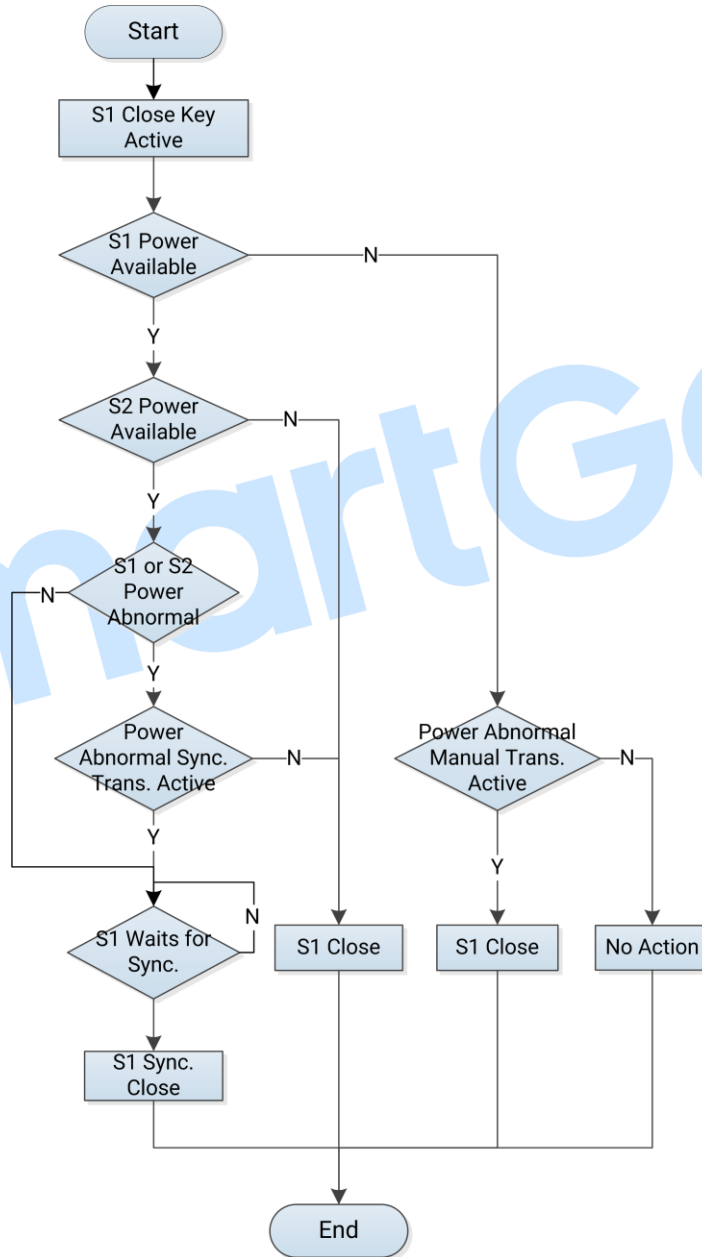 Start
S1 Close Key
Active
S1 Power
Available
N
Y
S2 Power
Available
N
Y
S1 or S2
Power
Abnormal
N
Y
Power
Abnormal Sync.
Trans. Active
N
Power Abnormal
Manual Trans.
Active
N
Y
Y
N
S1 Waits for
Sync.
S1 Close
S1 Close
No Action
S1 Sync.
Close
End